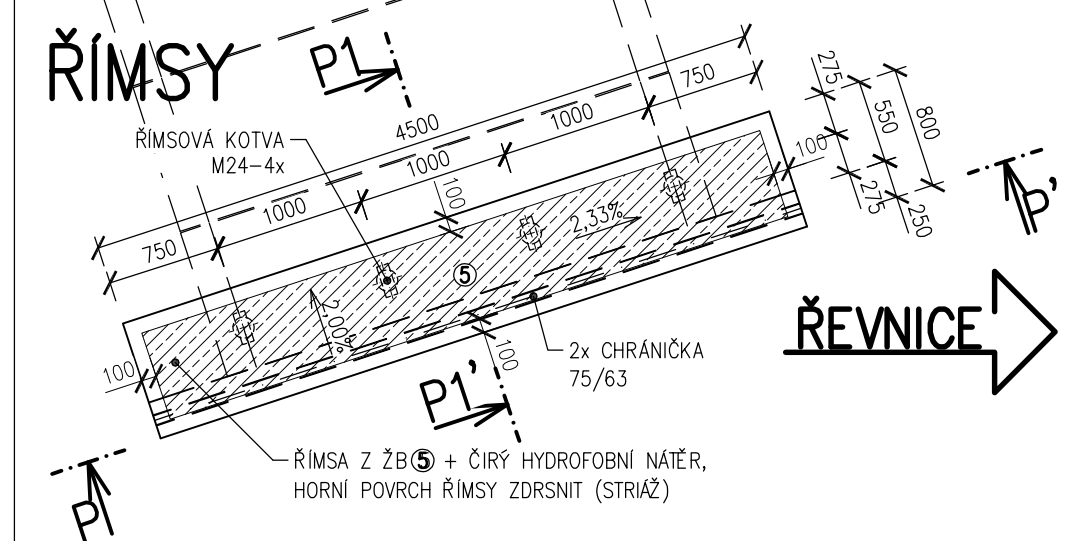 ŘÍMSY
P1
ŘÍMSOVÁ KOTVA
M24-4x
4500
750
1000
1000
1000
750
100
100
100
100
275
550
800
275
250
2,33%
2,00%
5
P'
ŘEVNICE
2x CHRÁNIČKA
75/63
P1'
P
ŘÍMSA Z ŽB 5 + ČIRÝ HYDROFOBNÍ NÁTĚR,
HORNÍ POVRCH ŘÍMSY ZDRSNIT (STRIÁŽ)